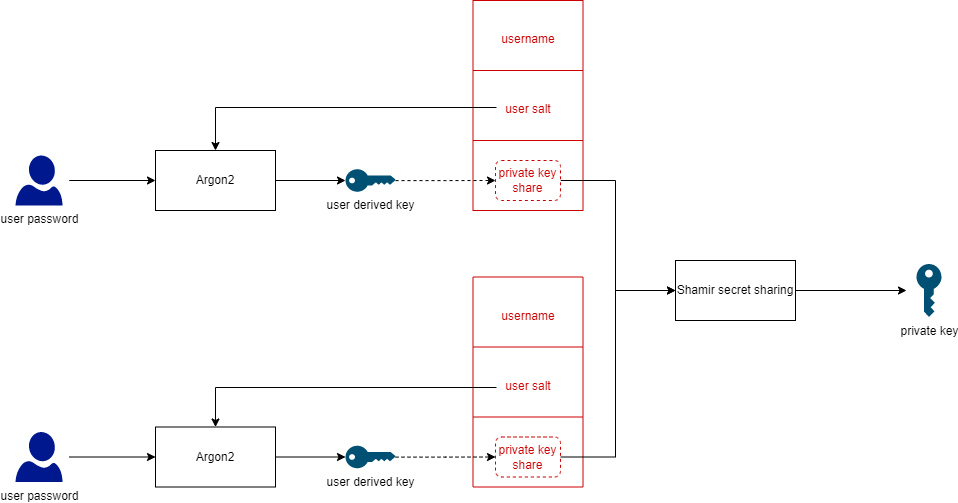 username
user salt
private key
share
Argon2
user password
user derived key
Shamir secret sharing
private key
username
user salt
private key
share
Argon2
user password
user derived key